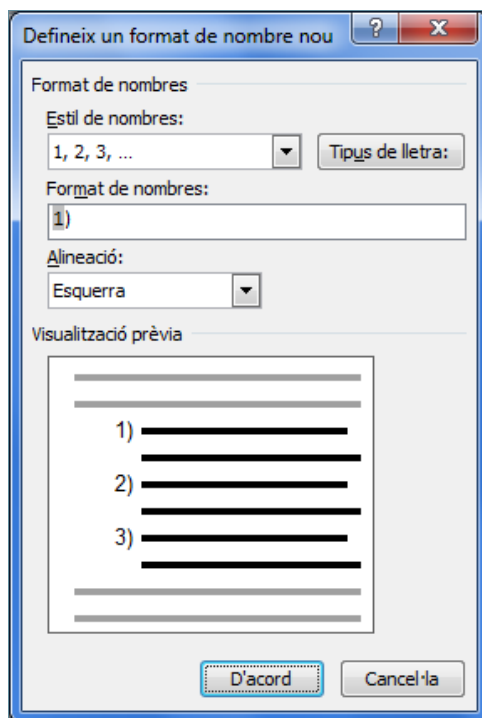 Defineix un format de nombre nou
Format de nombres
Estil de nombres:
1, 2, 3, ...
Tipus de lletra:
Format de nombres:
1)
Alineació:
Esquerra
Visualització prèvia
1)
2)
3)
D'acord
Cancel·la